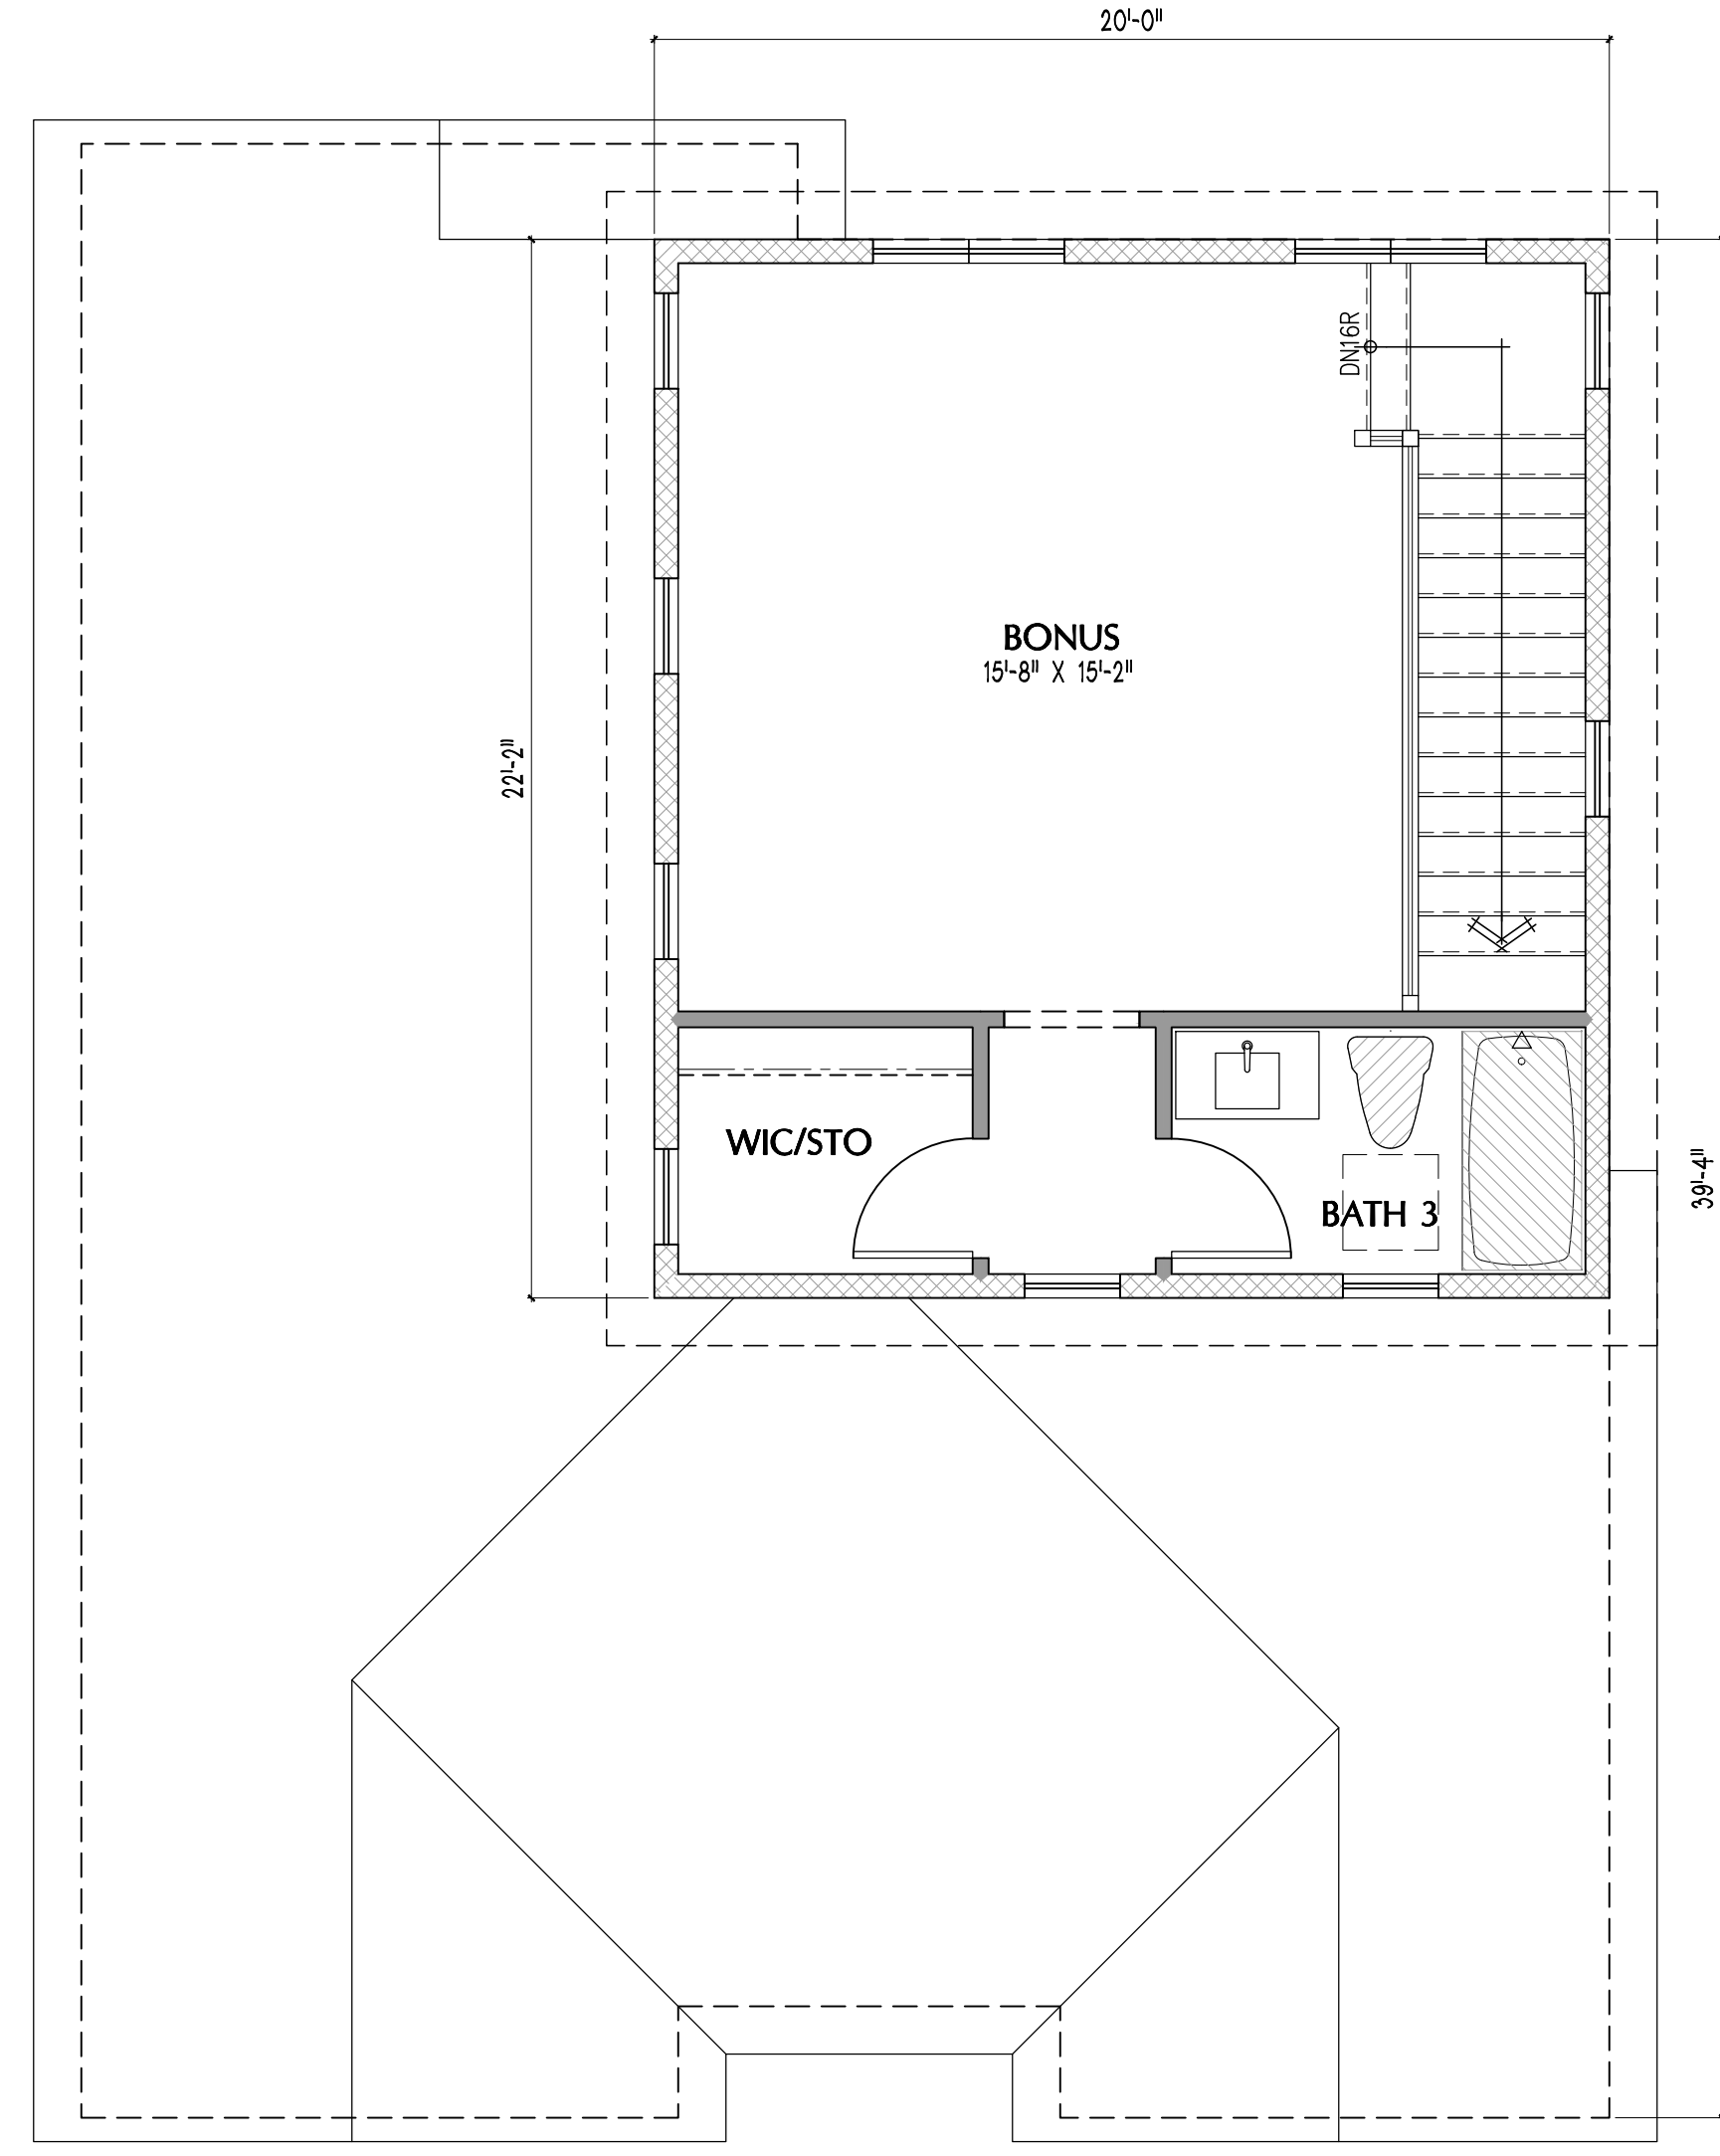 20'-0"
DN16R
BONUS
15'-8" X 15'-2"
22'-2"
WIC/STO
39'-4"
BATH 3